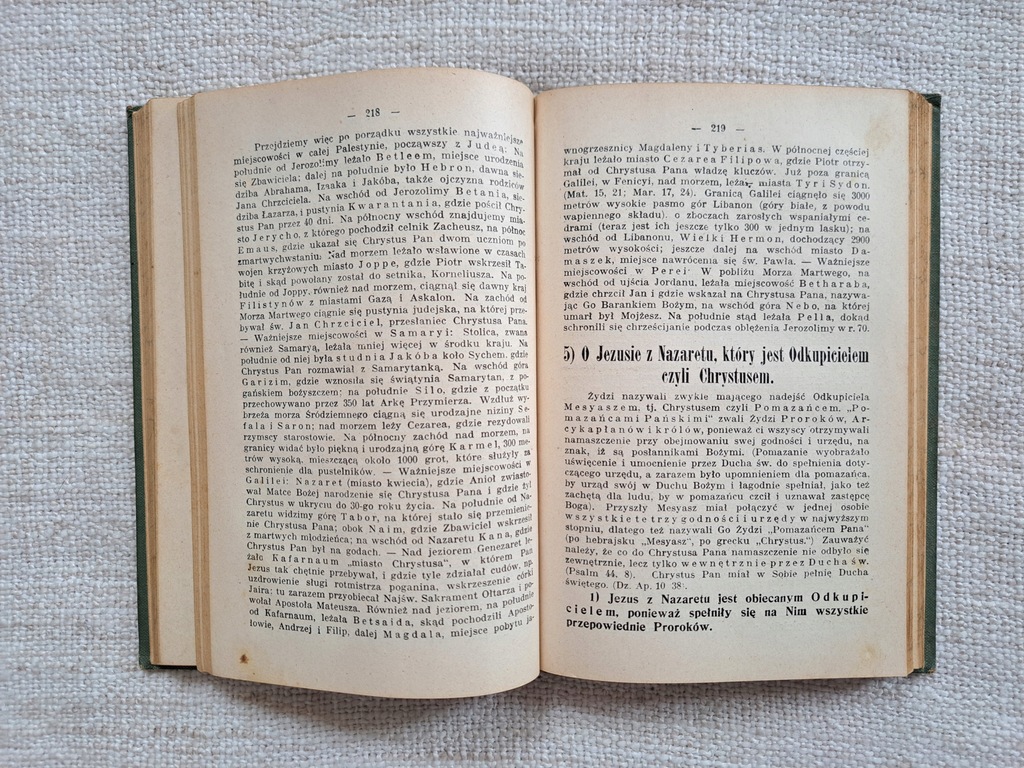 — 218 —
Przejdziemy więc po porządku wszystkie najważniejsze
miejscowości w całej Palestynie, począwszy z Judeą: Na
południe od Jerozolimy leżało Betleem, miejsce urodzenia
się Zbawiciela; dalej na południe było Hebron, dawna sie-
dziba Abrahama, Izaaka i Jakóba, także ojczyzna rodziców
Jana Chrzciciela. Na wschód od Jerozolimy Betania, sie-
dziba Łazarza, i pustynia Kwarantania, gdzie pościł Chry-
stus Pan przez 40 dni. Na północny wschód znajdujemy mia-
sto Jerycho, z którego pochodził celnik Zacheusz, na północ
Emaus, gdzie ukazał się Chrystus Pan dwom uczniom po
zmartwychwstaniu: Nad morzem leżało wsławione w czasach
wojen krzyżowych miasto Joppe, gdzie Piotr wskrzesił Ta-
bitę i skąd powołany został do setnika, Korneliusza. Na po-
łudnie od Joppy, również nad morzem, ciągnął się dawny kraj
Filistynów z miastami Gazą i Askalon. Na zachód od
Morza Martwego ciągnie się pustynia judejska, na której prze-
bywał św. Jan Chrzciciel, przesłaniec Chrystusa Pana.
— Ważniejsze miejscowości w Samaryi: Stolica, zwana
również Samaryą, leżała mniej więcej w środku kraju. Na
południe od niej była studnia Jakóba koło Sychem, gdzie
Chrystus Pan rozmawiał z Samarytanką. Na wschód góra
Garizim, gdzie wznosiła się świątynia Samarytan, z po-
gańskiem bożyszczem; na południe Silo, gdzie z początku
przechowywano przez 350 lat Arkę Przymierza. Wzdłuż wy-
brzeża morza Śródziemnego ciągną się urodzajne niziny Se-
fala i Saron; nad morzem leży Cezarea, gdzie rezydowali
rzymscy starostowie. Na północny zachód nad morzem, na
granicy widać było piękną i urodzajną górę Karmel, 300 me-
trów wysoką, mieszczącą około 1000 grot, które służyły za
schronienie dla pustelników. — Ważniejsze miejscowości w
Galilei: Nazaret (miasto kwiecia), gdzie Anioł zwiasto-
wał Matce Bożej narodzenie się Chrystusa Pana i gdzie żył
Chrystus w ukryciu do 30-go roku życia. Na południe od Na-
zaretu widzimy górę Tabor, na której stało się przemienie-
nie Chrystusa Pana; obok Naim, gdzie Zbawiciel wskrzesił
z martwych młodzieńca; na wschód od Nazaretu Kana, gdzie
Chrystus Pan był na godach. — Nad jeziorem Genezaret le-
żało Kafarnaum „miasto Chrystusa", w którem Pan
Jezus tak chętnie przebywał, i gdzie tyle zdziałał cudów, np.
uzdrowienie sługi rotmistrza poganina, wskrzeszenie córki
Jaira; tu zarazem przyobiecał Najśw. Sakrament Ołtarza i po-
wołał Apostoła Mateusza. Również nad jeziorem, na południe
od Kafarnaum, leżała Betsaida, skąd pochodzili Aposto-
łowie, Andrzej i Filip, dalej Magdala, miejsce pobytu ja-
— 219 —
wnogrzesznicy Magdaleny i Tyberias. W północnej części
kraju leżało miasto Cezarea Filipowa, gdzie Piotr otrzy-
mał od Chrystusa Pana władzę kluczów. Już poza granicą
Galilei, w Fenicyi, nad morzem, leżały miasta Tyr i Sydon.
(Mat. 15, 21; Mar. 17, 24). Granicą Galilei ciągnęło się 3000
metrów wysokie pasmo gór Libanon (góry białe, z powodu
wapiennego składu), o zboczach zarosłych wspaniałymi ce-
drami (teraz jest ich jeszcze tylko 300 w jednym lasku); na
wschód od Libanonu, Wielki Hermon, dochodzący 2900
metrów wysokości; jeszcze dalej na wschód miasto Da-
maszek, miejsce nawrócenia się św. Pawła. — Ważniejsze
miejscowości w Perei: W pobliżu Morza Martwego, na
wschód od ujścia Jordanu, leżała miejscowość Betharaba,
gdzie chrzcił Jan i gdzie wskazał na Chrystusa Pana, nazywa-
jąc Go Barankiem Bożym, na wschód góra Nebo, na której
umarł był Mojżesz. Na południe stąd leżała Pella, dokąd
schronili się chrześcijanie podczas oblężenia Jerozolimy w r. 70.
5) O Jezusie z Nazaretu, który jest Odkupicielem
czyli Chrystusem.
Żydzi nazywali zwykle mającego nadejść Odkupiciela
Mesyaszem, tj. Chrystusem czyli Pomazańcem. „Po-
mazańcami Pańskimi" zwali Żydzi Proroków, Ar-
cykapłanów i królów, ponieważ ci wszyscy otrzymywali
namaszczenie przy obejmowaniu swej godności i urzędu, na
znak, iż są posłannikami Bożymi. (Pomazanie wyobrażało
uświęcenie i umocnienie przez Ducha św. do spełnienia doty-
czącego urzędu, a zarazem było upomnieniem dla pomazańca,
by urząd swój w Duchu Bożym i łagodnie spełniał, jako też
zachętą dla ludu, by w pomazańcu czcił i uznawał zastępcę
Boga). Przyszły Mesyasz miał połączyć w jednej osobie
wszystkie te trzy godności i urzędy w najwyższym
stopniu, dlatego też nazywali Go Żydzi „Pomazańcem Pana"
(po hebrajsku „Mesyasz", po grecku „Chrystus.") Zauważyć
należy, że co do Chrystusa Pana namaszczenie nie odbyło się
zewnętrznie, lecz tylko wewnętrznie przez Ducha św.
(Psalm 44, 8). Chrystus Pan miał w Sobie pełnię Ducha
świętego. (Dz. Ap. 10 38).
1) Jezus z Nazaretu jest obiecanym Odkupi-
cielem, ponieważ spełniły się na Nim wszystkie
przepowiednie Proroków.